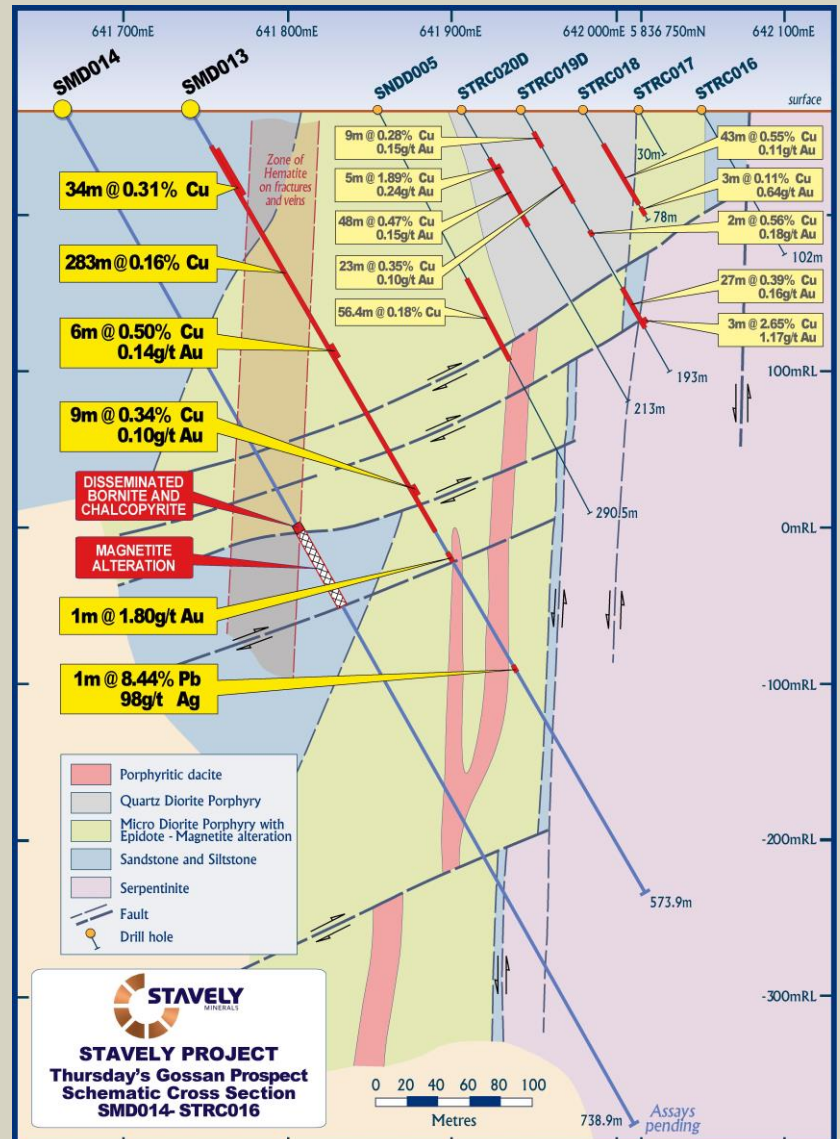 641 700mE
641 800mE
641 900mE
642 000mE 5 836 750mN
642 100mE
SMD014
SMD013
SNDD005
STRC020D
STRC019D
STRC018
STRC017
STRC016
surface
Zone of
Hematite
on fractures
and veins
34m @ 0.31% Cu
283m @ 0.16% Cu
6m @ 0.50% Cu
0.14g/t Au
9m @ 0.34% Cu
0.10g/t Au
DISSEMINATED
BORNITE AND
CHALCOPYRITE
MAGNETITE
ALTERATION
1m @ 1.80g/t Au
1m @ 8.44% Pb
98g/t Ag
9m @ 0.28% Cu
0.15g/t Au
5m @ 1.89% Cu
0.24g/t Au
48m @ 0.47% Cu
0.15g/t Au
23m @ 0.35% Cu
0.10g/t Au
56.4m @ 0.18% Cu
43m @ 0.55% Cu
0.11g/t Au
3m @ 0.11% Cu
0.64g/t Au
2m @ 0.56% Cu
0.18g/t Au
27m @ 0.39% Cu
0.16g/t Au
3m @ 2.65% Cu
1.17g/t Au
30m
78m
102m
193m
213m
290.5m
573.9m
738.9m
Assays
pending
100mRL
0mRL
-100mRL
-200mRL
-300mRL
Porphyritic dacite
Quartz Diorite Porphyry
Micro Diorite Porphyry with
Epidote - Magnetite alteration
Sandstone and Siltstone
Serpentinite
Fault
Drill hole
STAVELY
MINERALS
STAVELY PROJECT
Thursday's Gossan Prospect
Schematic Cross Section
SMD014- STRC016
0 20 40 60 80 100
Metres